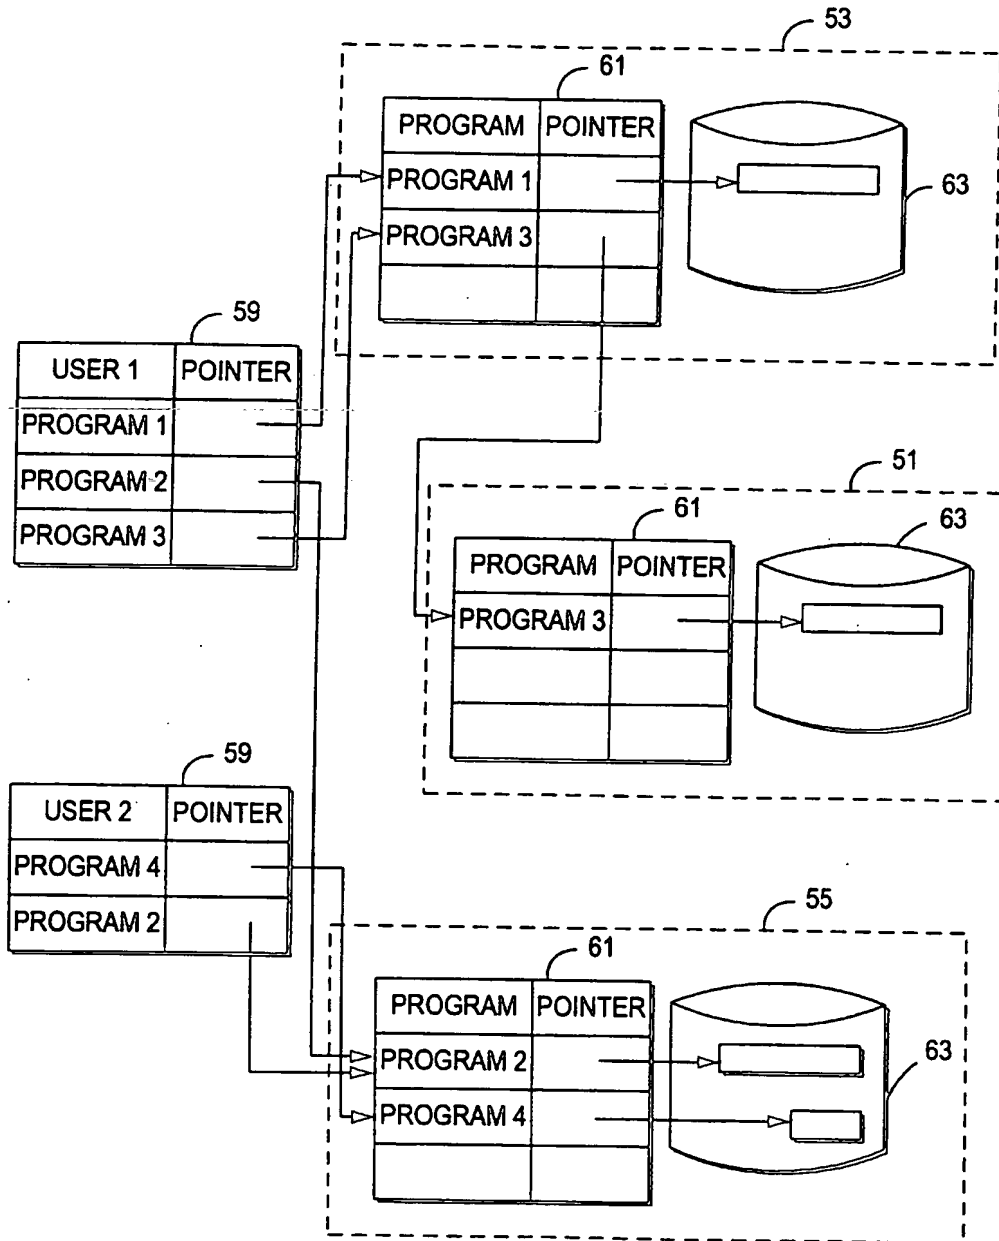 53
61
PROGRAM POINTER
PROGRAM 1
PROGRAM 3
63
59
USER 1 POINTER
PROGRAM 1
PROGRAM 2
PROGRAM 3
51
61
63
PROGRAM POINTER
PROGRAM 3
59
USER 2 POINTER
PROGRAM 4
PROGRAM 2
55
61
PROGRAM POINTER
PROGRAM 2
PROGRAM 4
63